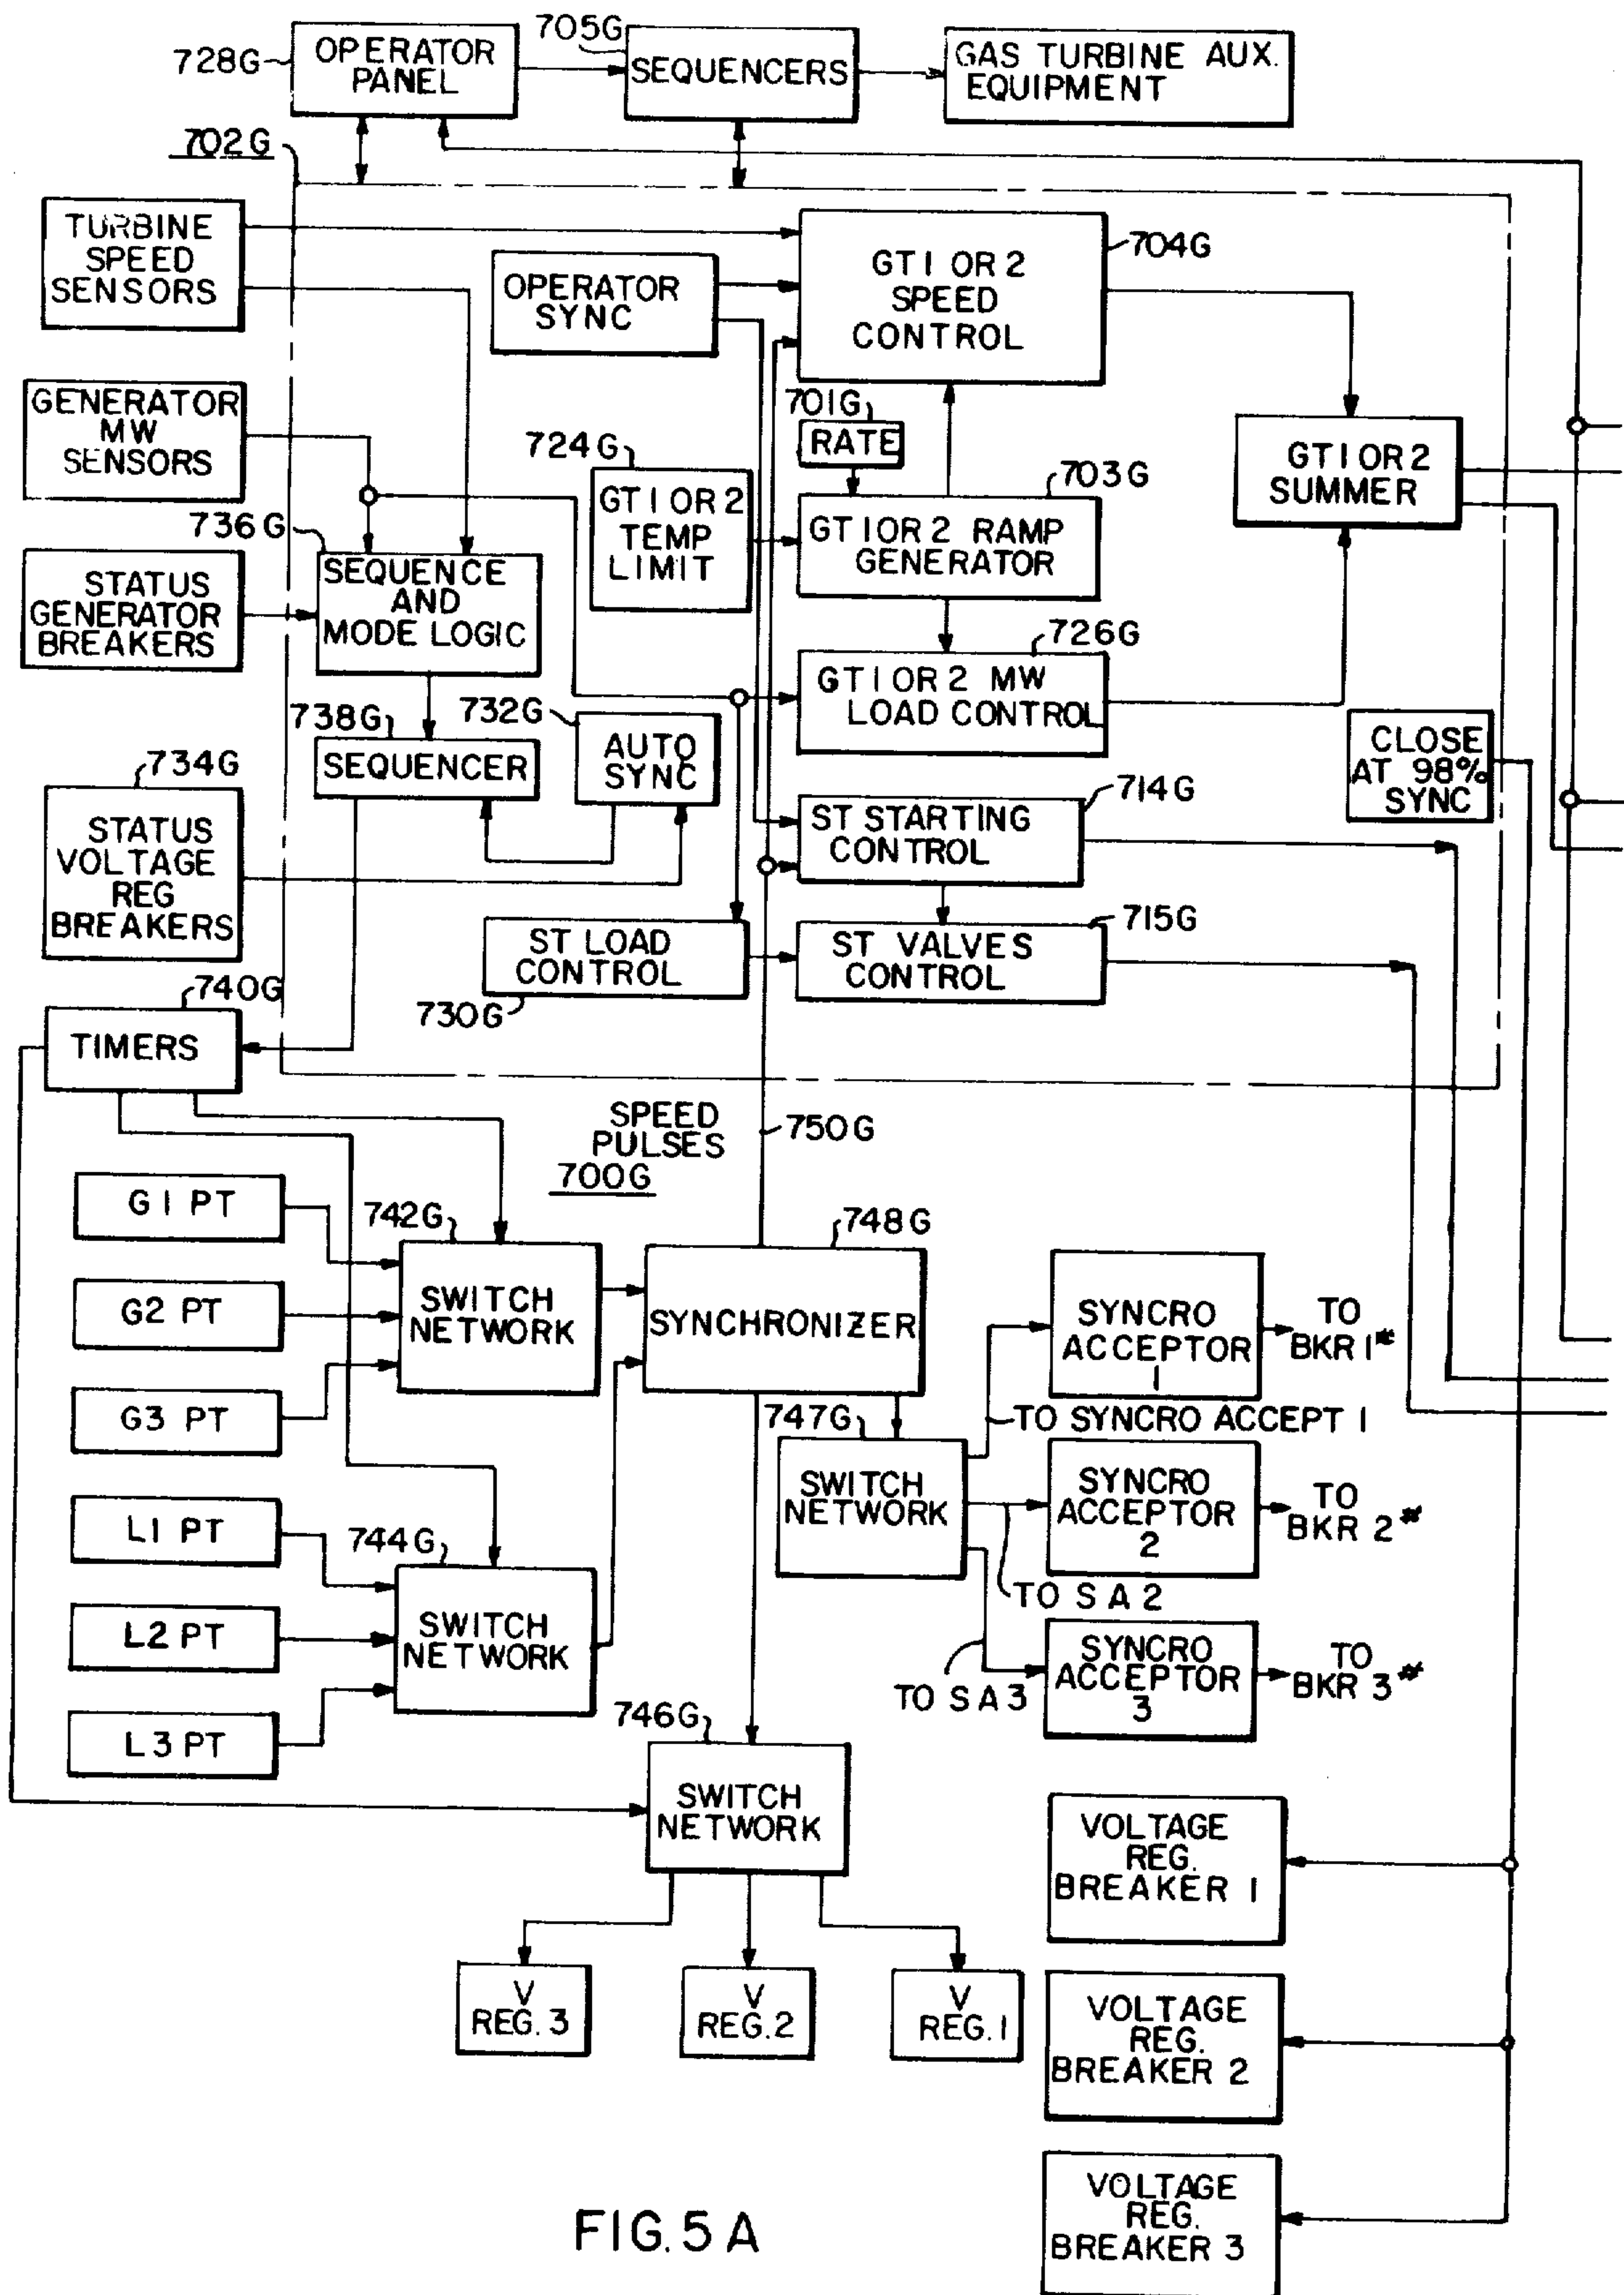 728G
OPERATOR
PANEL
705G
SEQUENCERS
GAS TURBINE AUX.
EQUIPMENT
702G
TURBINE
SPEED
SENSORS
OPERATOR
SYNC
GT1 OR 2
SPEED
CONTROL
704G
GENERATOR
MW
SENSORS
701G
RATE
724G
GT1 OR 2
TEMP
LIMIT
703G
GT1 OR 2 RAMP
GENERATOR
GT1 OR 2
SUMMER
736G
SEQUENCE
AND
MODE LOGIC
STATUS
GENERATOR
BREAKERS
726G
GT1 OR 2 MW
LOAD CONTROL
738G
SEQUENCER
732G
AUTO
SYNC
CLOSE
AT 98%
SYNC
734G
STATUS
VOLTAGE
REG
BREAKERS
714G
ST STARTING
CONTROL
ST LOAD
CONTROL
730G
715G
ST VALVES
CONTROL
740G
TIMERS
SPEED
PULSES
700G
750G
G1 PT
G2 PT
G3 PT
742G
SWITCH
NETWORK
748G
SYNCHRONIZER
SYNCRO
ACCEPTOR
1
TO
BKR 1*
TO SYNCRO ACCEPT 1
747G
SWITCH
NETWORK
SYNCRO
ACCEPTOR
2
TO
BKR 2*
TO S A 2
L1 PT
L2 PT
L3 PT
744G
SWITCH
NETWORK
SYNCRO
ACCEPTOR
3
TO
BKR 3*
TO S A 3
746G
SWITCH
NETWORK
V
REG. 3
V
REG. 2
V
REG. 1
VOLTAGE
REG.
BREAKER 1
VOLTAGE
REG.
BREAKER 2
VOLTAGE
REG.
BREAKER 3
FIG. 5A